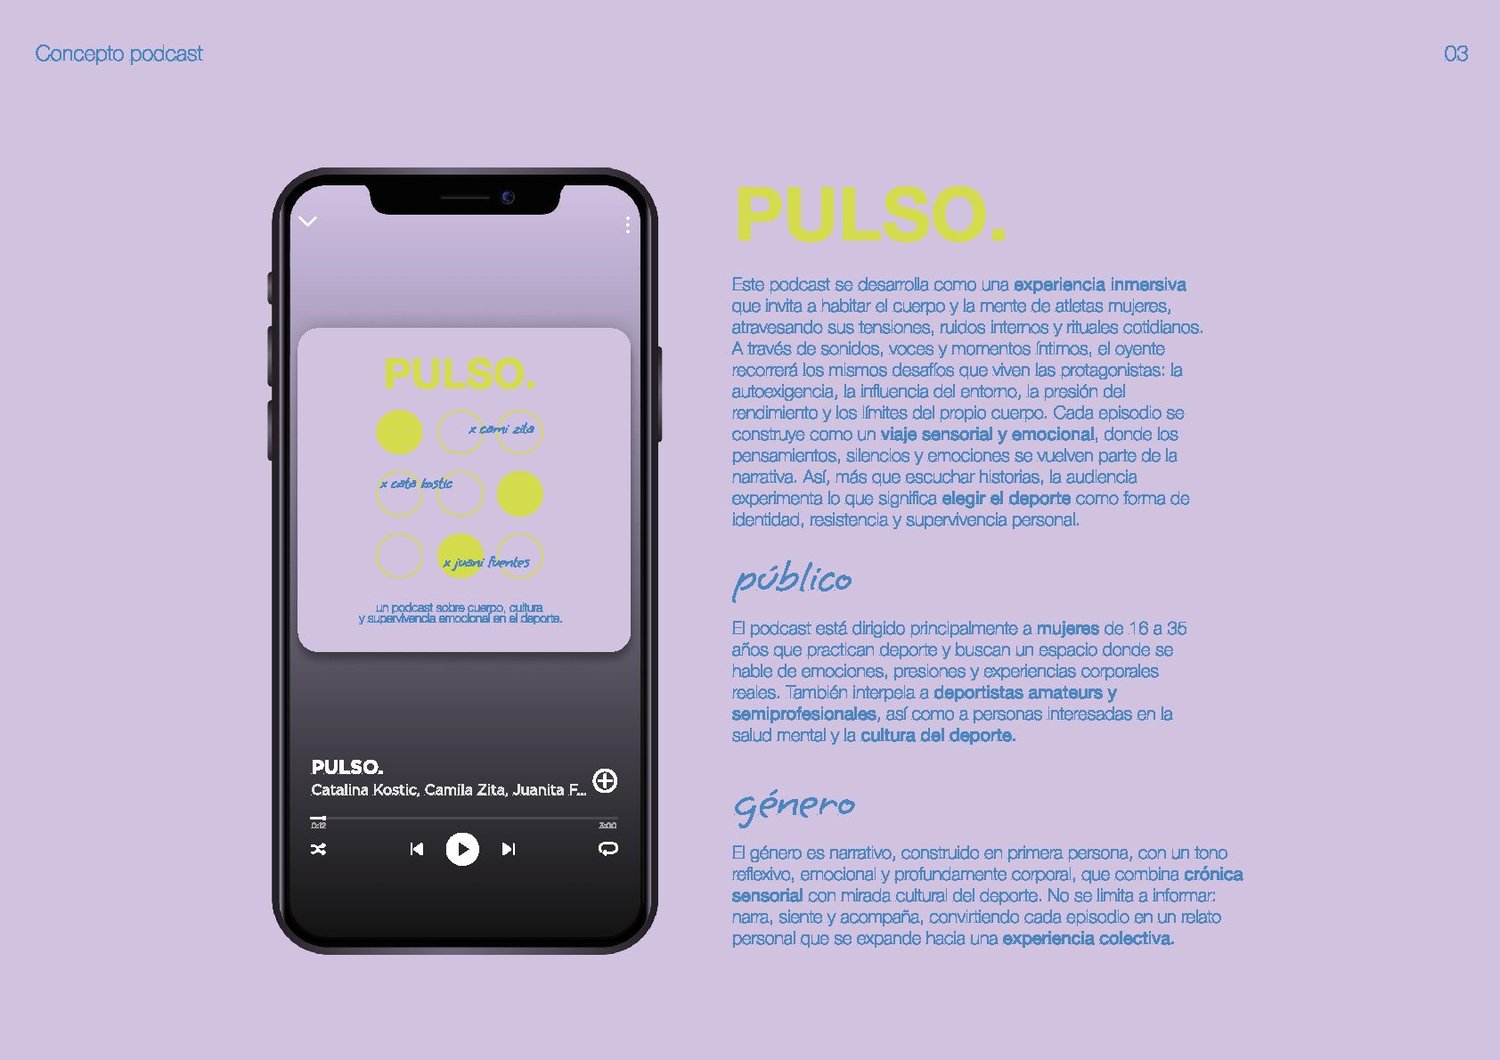 Concepto podcast
03
PULSO.
x cami zita
x cata kostic
x juani fuentes
un podcast sobre cuerpo, cultura
y supervivencia emocional en el deporte.
PULSO.
Catalina Kostic, Camila Zita, Juanita F...
0:12
3:00
PULSO.
Este podcast se desarrolla como una experiencia inmersiva
que invita a habitar el cuerpo y la mente de atletas mujeres,
atravesando sus tensiones, ruidos internos y rituales cotidianos.
A través de sonidos, voces y momentos íntimos, el oyente
recorrerá los mismos desafíos que viven las protagonistas: la
autoexigencia, la influencia del entorno, la presión del
rendimiento y los límites del propio cuerpo. Cada episodio se
construye como un viaje sensorial y emocional, donde los
pensamientos, silencios y emociones se vuelven parte de la
narrativa. Así, más que escuchar historias, la audiencia
experimenta lo que significa elegir el deporte como forma de
identidad, resistencia y supervivencia personal.
público
El podcast está dirigido principalmente a mujeres de 16 a 35
años que practican deporte y buscan un espacio donde se
hable de emociones, presiones y experiencias corporales
reales. También interpela a deportistas amateurs y
semiprofesionales, así como a personas interesadas en la
salud mental y la cultura del deporte.
género
El género es narrativo, construido en primera persona, con un tono
reflexivo, emocional y profundamente corporal, que combina crónica
sensorial con mirada cultural del deporte. No se limita a informar:
narra, siente y acompaña, convirtiendo cada episodio en un relato
personal que se expande hacia una experiencia colectiva.